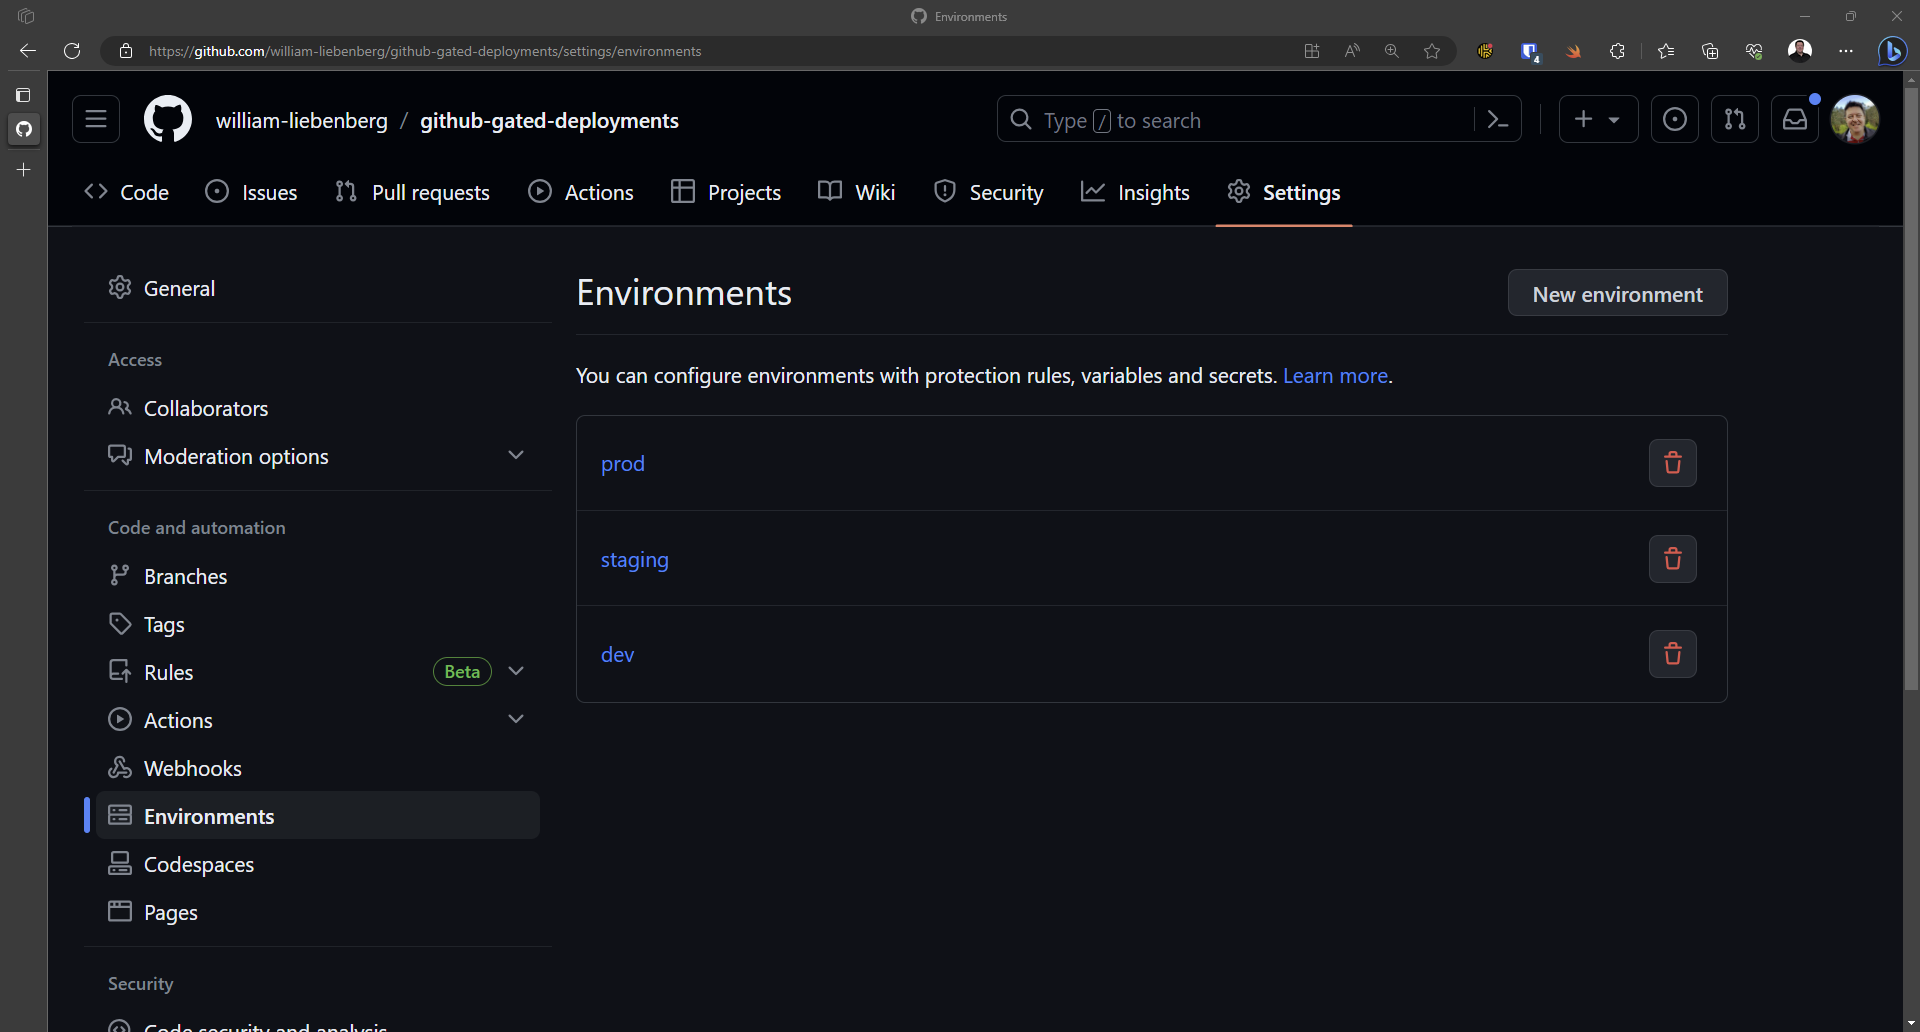 Environments
https://github.com/william-liebenberg/github-gated-deployments/settings/environments
4
william-liebenberg / github-gated-deployments
Type / to search
Code
Issues
Pull requests
Actions
Projects
Wiki
Security
Insights
Settings
General
Access
Collaborators
Moderation options
Code and automation
Branches
Tags
Rules
Beta
Actions
Webhooks
Environments
Codespaces
Pages
Security
Code security and analysis
Environments
New environment
You can configure environments with protection rules, variables and secrets. Learn more.
prod
staging
dev